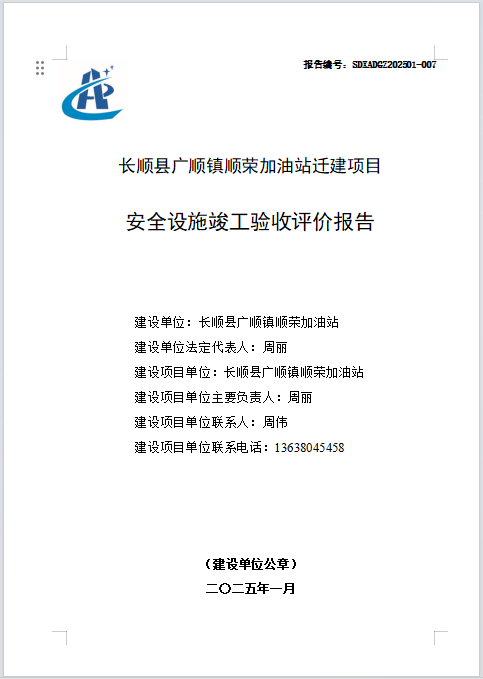 报告编号：SDXADGZ202501-007
长顺县广顺镇顺荣加油站迁建项目
安全设施竣工验收评价报告
建设单位：长顺县广顺镇顺荣加油站
建设单位法定代表人：周丽
建设项目单位：长顺县广顺镇顺荣加油站
建设项目单位主要负责人：周丽
建设项目单位联系人：周伟
建设项目单位联系电话：13638045458
（建设单位公章）
二〇二五年一月